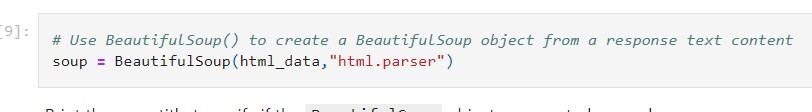 [9]:
# Use BeautifulSoup() to create a BeautifulSoup object from a response text content
soup = BeautifulSoup(html_data,"html.parser")